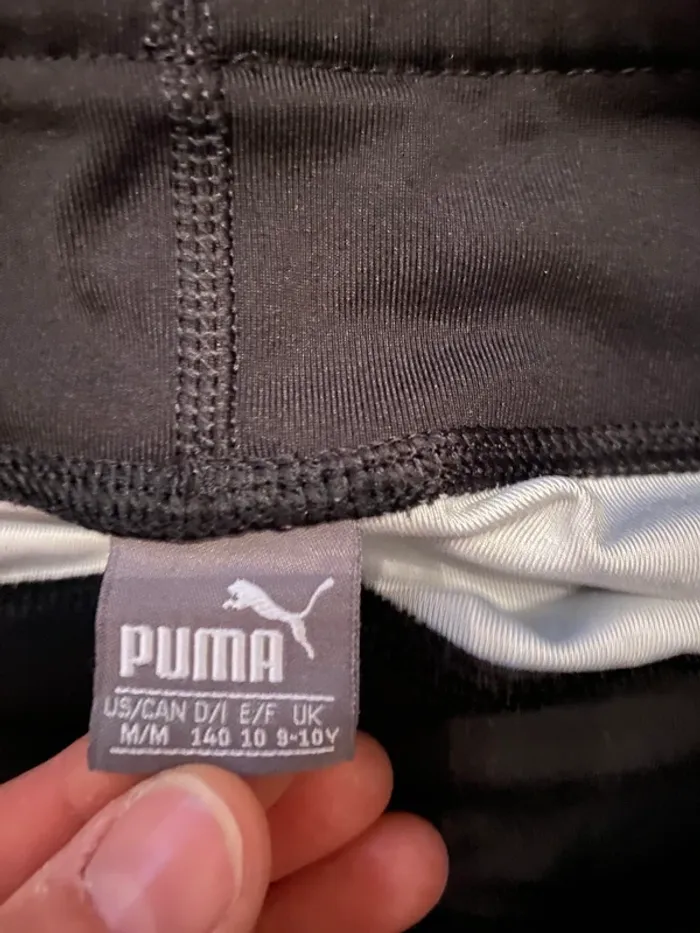 PUMA
US/CAN D/I E/F UK
M/M 140 10 9-10Y